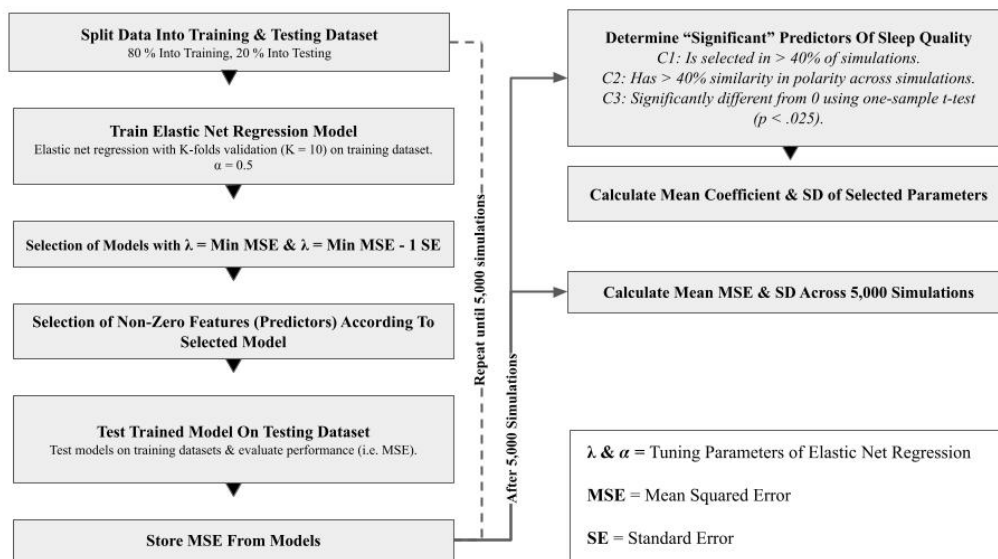 Split Data Into Training & Testing Dataset
80 % Into Training, 20 % Into Testing
Train Elastic Net Regression Model
Elastic net regression with K-folds validation (K = 10) on training dataset.
α = 0.5
Selection of Models with λ = Min MSE & λ = Min MSE - 1 SE
Selection of Non-Zero Features (Predictors) According To
Selected Model
Test Trained Model On Testing Dataset
Test models on training datasets & evaluate performance (i.e. MSE).
Store MSE From Models
Repeat until 5,000 simulations
After 5,000 Simulations
Determine “Significant” Predictors Of Sleep Quality
C1: Is selected in > 40% of simulations.
C2: Has > 40% similarity in polarity across simulations.
C3: Significantly different from 0 using one-sample t-test
(p < .025).
Calculate Mean Coefficient & SD of Selected Parameters
Calculate Mean MSE & SD Across 5,000 Simulations
λ & α = Tuning Parameters of Elastic Net Regression
MSE = Mean Squared Error
SE = Standard Error